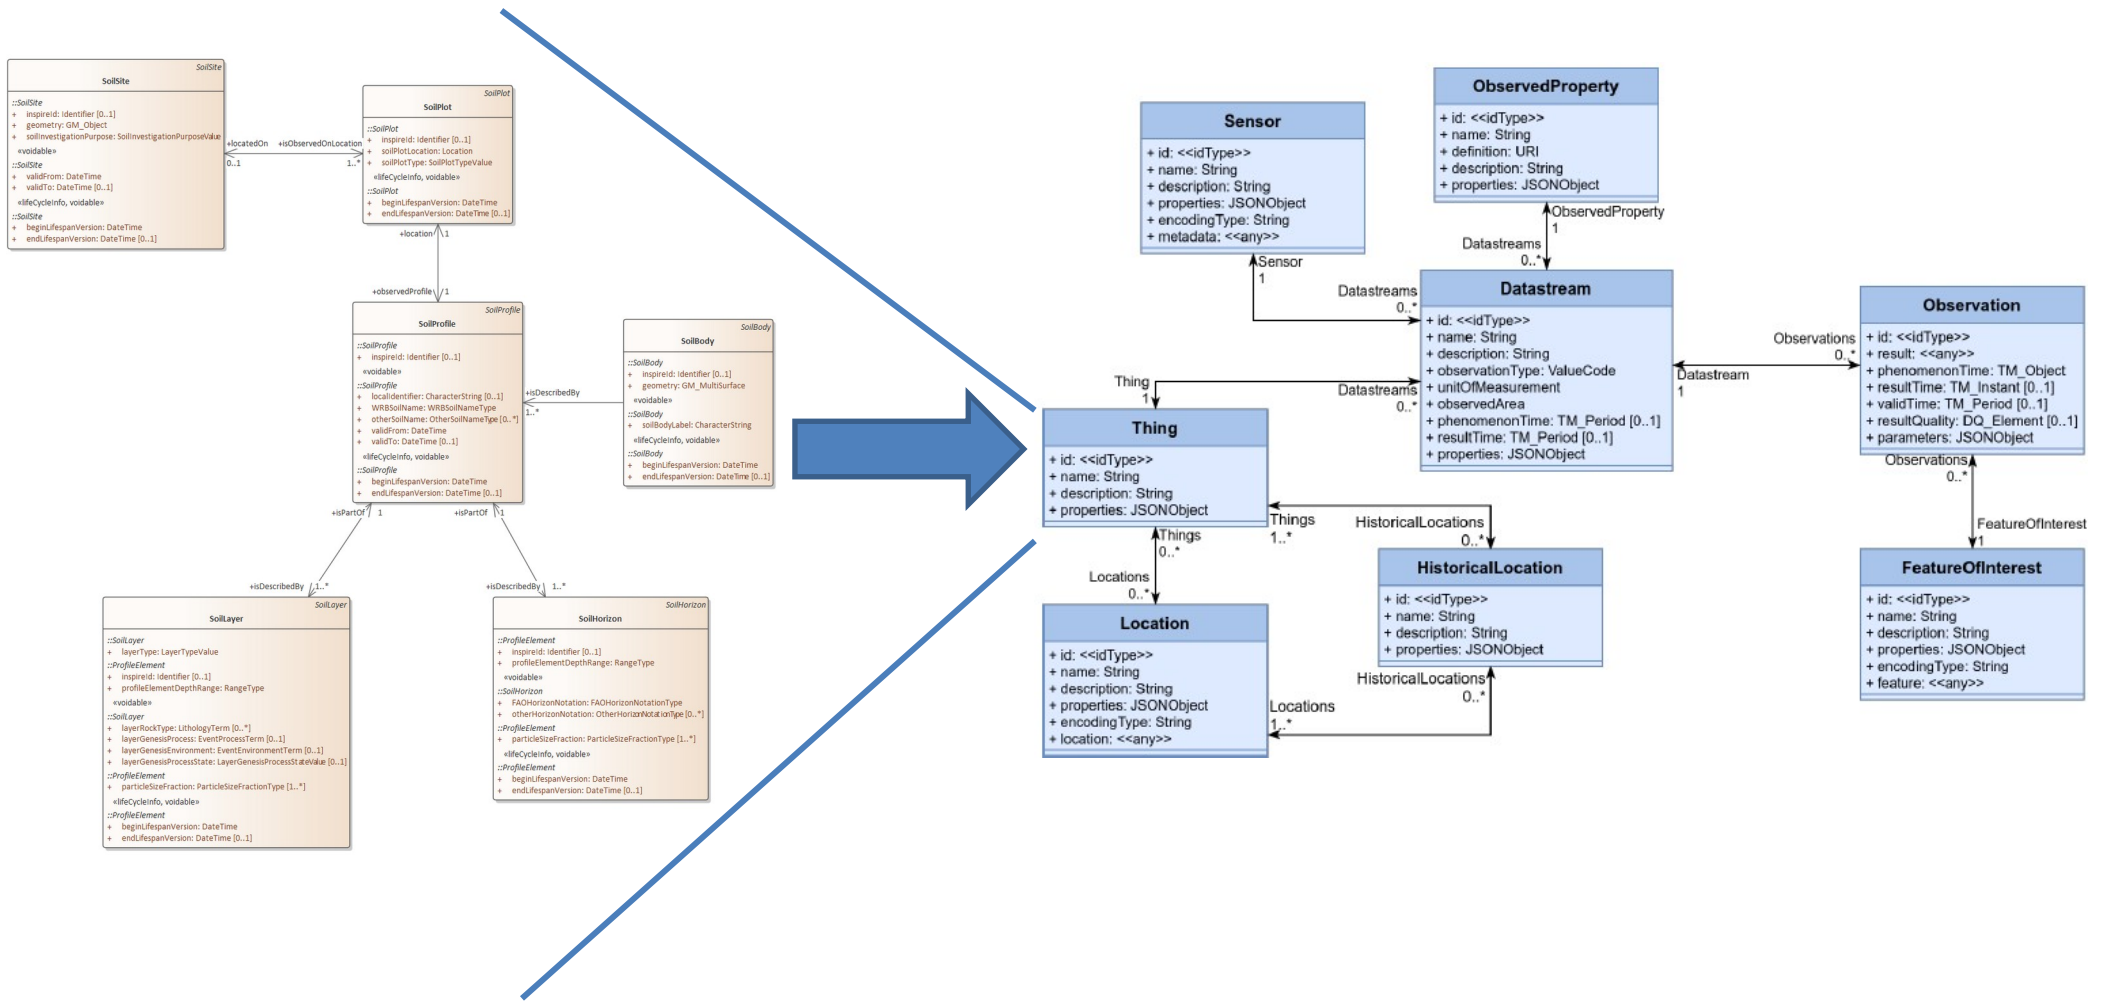 SoilSite
SoilSite
::SoilSite
+ inspireId: Identifier [0..1]
+ geometry: GM_Object
+ soilInvestigationPurpose: SoilInvestigationPurposeValue
«voidable»
::SoilSite
+ validFrom: DateTime
+ validTo: DateTime [0..1]
«lifeCycleInfo, voidable»
::SoilSite
+ beginLifespanVersion: DateTime
+ endLifespanVersion: DateTime [0..1]
+locatedOn +isObservedOnLocation
0..1 1..*
SoilPlot
SoilPlot
::SoilPlot
+ inspireId: Identifier [0..1]
+ soilPlotLocation: Location
+ soilPlotType: SoilPlotTypeValue
«lifeCycleInfo, voidable»
::SoilPlot
+ beginLifespanVersion: DateTime
+ endLifespanVersion: DateTime [0..1]
+location 1
+observedProfile 1
SoilProfile
SoilProfile
::SoilProfile
+ inspireId: Identifier [0..1]
«voidable»
::SoilProfile
+ localIdentifier: CharacterString [0..1]
+ WRBSoilName: WRBSoilNameType
+ otherSoilName: OtherSoilNameType [0..*]
+ validFrom: DateTime
+ validTo: DateTime [0..1]
«lifeCycleInfo, voidable»
::SoilProfile
+ beginLifespanVersion: DateTime
+ endLifespanVersion: DateTime [0..1]
+isDescribedBy
1..*
SoilBody
SoilBody
::SoilBody
+ inspireId: Identifier [0..1]
+ geometry: GM_MultiSurface
«voidable»
::SoilBody
+ soilBodyLabel: CharacterString
«lifeCycleInfo, voidable»
::SoilBody
+ beginLifespanVersion: DateTime
+ endLifespanVersion: DateTime [0..1]
+isPartOf 1
+isPartOf 1
+isDescribedBy 1..*
+isDescribedBy 1..*
SoilLayer
SoilLayer
::SoilLayer
+ layerType: LayerTypeValue
::ProfileElement
+ inspireId: Identifier [0..1]
+ profileElementDepthRange: RangeType
«voidable»
::SoilLayer
+ layerRockType: LithologyTerm [0..*]
+ layerGenesisProcess: EventProcessTerm [0..1]
+ layerGenesisEnvironment: EventEnvironmentTerm [0..1]
+ layerGenesisProcessState: LayerGenesisProcessStateValue [0..1]
::ProfileElement
+ particleSizeFraction: ParticleSizeFractionType [1..*]
«lifeCycleInfo, voidable»
::ProfileElement
+ beginLifespanVersion: DateTime
+ endLifespanVersion: DateTime [0..1]
SoilHorizon
SoilHorizon
::ProfileElement
+ inspireId: Identifier [0..1]
+ profileElementDepthRange: RangeType
«voidable»
::SoilHorizon
+ FAOHorizonNotation: FAOHorizonNotationType
+ otherHorizonNotation: OtherHorizonNotationType [0..*]
::ProfileElement
+ particleSizeFraction: ParticleSizeFractionType [1..*]
«lifeCycleInfo, voidable»
::ProfileElement
+ beginLifespanVersion: DateTime
+ endLifespanVersion: DateTime [0..1]
Sensor
+ id: <<idType>>
+ name: String
+ description: String
+ properties: JSONObject
+ encodingType: String
+ metadata: <<any>>
Sensor
1
Datastreams
0..*
ObservedProperty
+ id: <<idType>>
+ name: String
+ definition: URI
+ description: String
+ properties: JSONObject
ObservedProperty
1
Datastreams
0..*
Datastream
+ id: <<idType>>
+ name: String
+ description: String
+ observationType: ValueCode
+ unitOfMeasurement
+ observedArea
+ phenomenonTime: TM_Period [0..1]
+ resultTime: TM_Period [0..1]
+ properties: JSONObject
Observations
0..*
Datastream
1
Observation
+ id: <<idType>>
+ result: <<any>>
+ phenomenonTime: TM_Object
+ resultTime: TM_Instant [0..1]
+ validTime: TM_Period [0..1]
+ resultQuality: DQ_Element [0..1]
+ parameters: JSONObject
Observations
0..*
FeatureOfInterest
1
FeatureOfInterest
+ id: <<idType>>
+ name: String
+ description: String
+ properties: JSONObject
+ encodingType: String
+ feature: <<any>>
Thing
1
Datastreams
0..*
Thing
+ id: <<idType>>
+ name: String
+ description: String
+ properties: JSONObject
Things
1..*
HistoricalLocations
0..*
Things
0..*
Locations
0..*
HistoricalLocation
+ id: <<idType>>
+ name: String
+ description: String
+ properties: JSONObject
HistoricalLocations
0..*
Locations
1..*
Location
+ id: <<idType>>
+ name: String
+ description: String
+ properties: JSONObject
+ encodingType: String
+ location: <<any>>